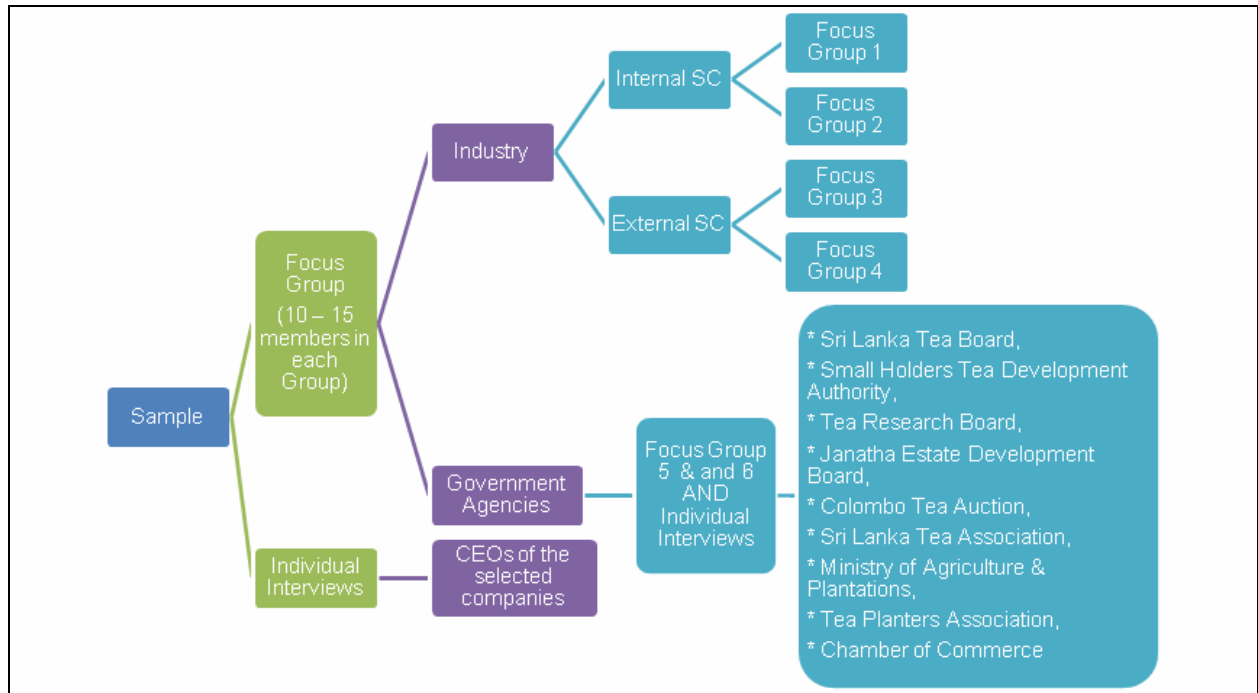 Sample
Focus
Group
(10 – 15
members in
each
Group)
Individual
Interviews
Industry
Government
Agencies
CEOs of the
selected
companies
Internal SC
External SC
Focus
Group 1
Focus
Group 2
Focus
Group 3
Focus
Group 4
Focus Group
5 & and 6
AND
Individual
Interviews
* Sri Lanka Tea Board,
* Small Holders Tea Development
Authority,
* Tea Research Board,
* Janatha Estate Development
Board,
* Colombo Tea Auction,
* Sri Lanka Tea Association,
* Ministry of Agriculture &
Plantations,
* Tea Planters Association,
* Chamber of Commerce